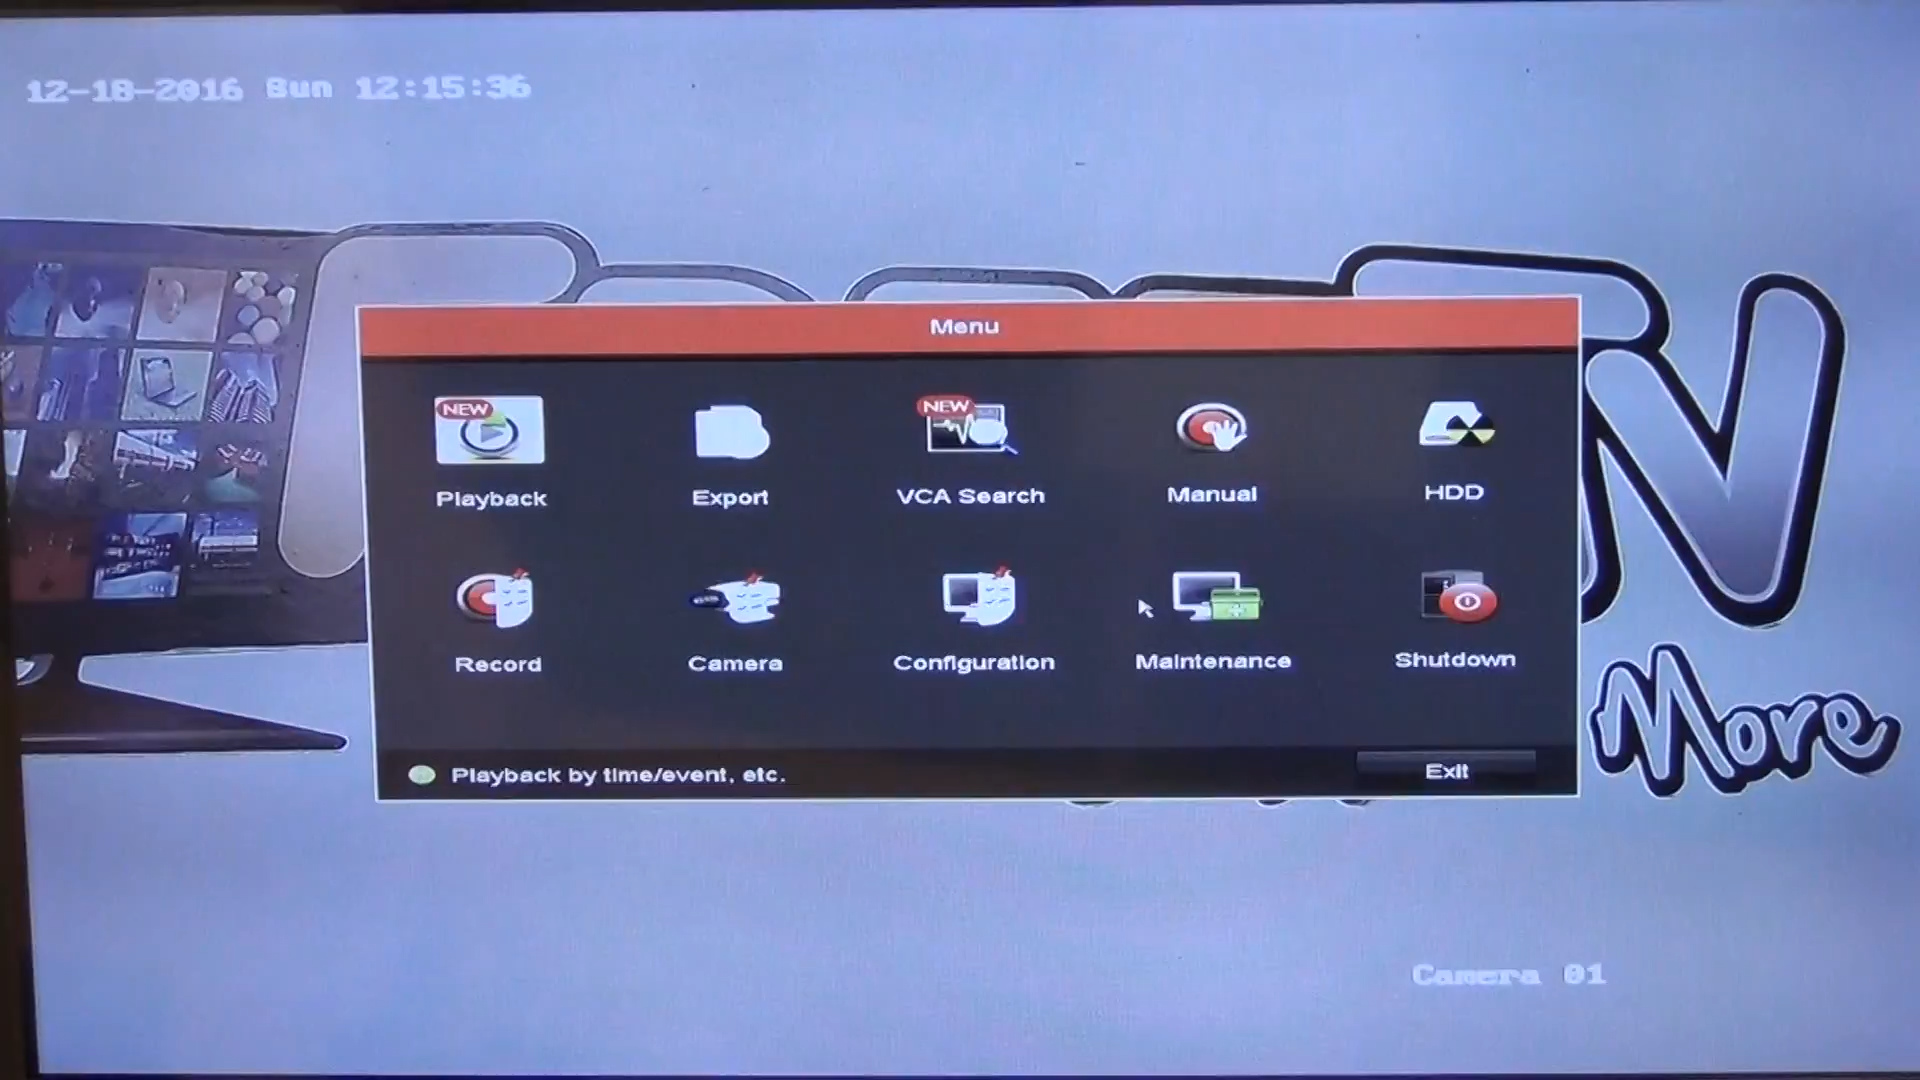 12-18-2016 Sun 12:15:36
Menu
NEW
NEW
Playback
Export
VCA Search
Manual
HDD
Record
Camera
Configuration
Maintenance
Shutdown
Playback by time/event, etc.
Exit
More
Camera 01